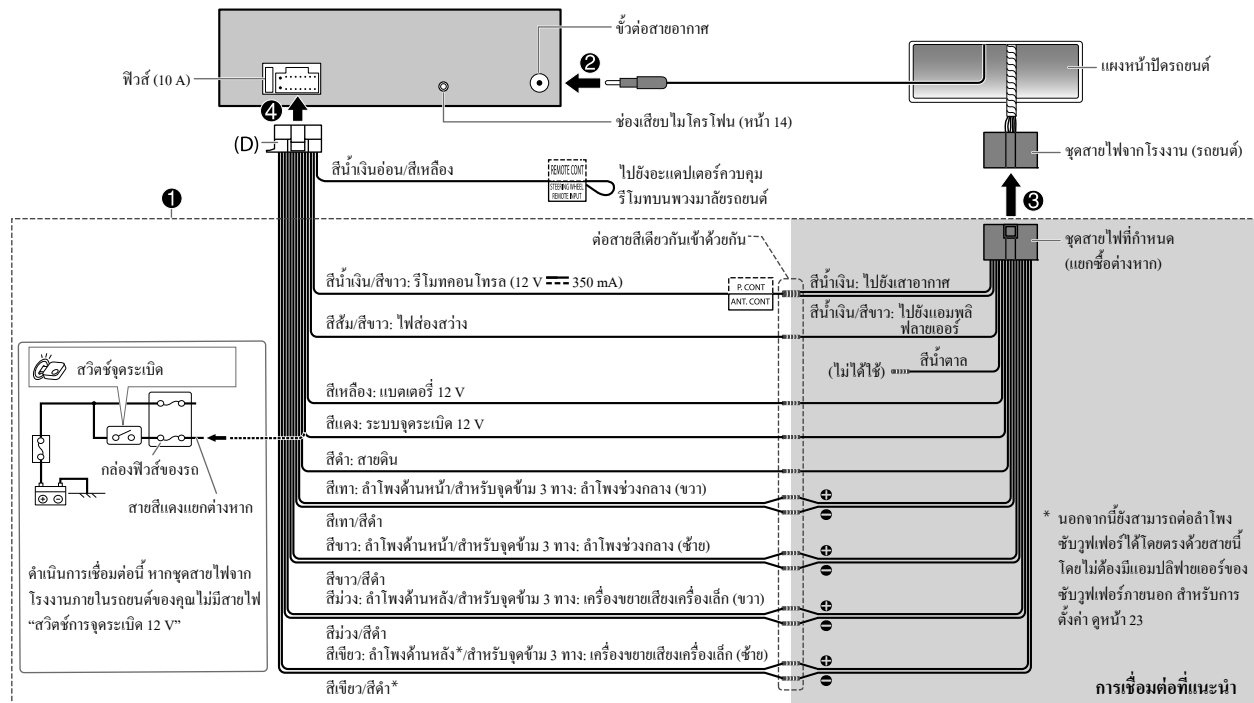 ขั้วต่อสายอากาศ
ฟิวส์ (10 A)
❷
แผงหน้าปัดรถยนต์
❹
ช่องเสียบไมโครโฟน (หน้า 14)
(D)
ชุดสายไฟจากโรงงาน (รถยนต์)
สีน้ำเงินอ่อน/สีเหลือง
REMOTE CONT
STEERING WHEEL
REMOTE INPUT
ไปยังอะแดปเตอร์ควบคุม
รีโมทบนพวงมาลัยรถยนต์
❶
❸
ต่อสายสีเดียวกันเข้าด้วยกัน
ชุดสายไฟที่กำหนด
(แยกซื้อต่างหาก)
สีน้ำเงิน/สีขาว: รีโมทคอนโทรล (12 V ⎓ 350 mA)
P. CONT
ANT. CONT
สีน้ำเงิน: ไปยังเสาอากาศ
สีส้ม/สีขาว: ไฟส่องสว่าง
สีน้ำเงิน/สีขาว: ไปยังแอมพลิ
ฟลายเออร์
สีน้ำตาล
(ไม่ได้ใช้)
สวิตช์จุดระเบิด
สีเหลือง: แบตเตอรี่ 12 V
สีแดง: ระบบจุดระเบิด 12 V
กล่องฟิวส์ของรถ
สีดำ: สายดิน
สายสีแดงแยกต่างหาก
สีเทา: ลำโพงด้านหน้า/สำหรับจุดข้าม 3 ทาง: ลำโพงช่วงกลาง (ขวา)
สีเทา/สีดำ
สีขาว: ลำโพงด้านหน้า/สำหรับจุดข้าม 3 ทาง: ลำโพงช่วงกลาง (ซ้าย)
สีขาว/สีดำ
สีม่วง: ลำโพงด้านหลัง/สำหรับจุดข้าม 3 ทาง: เครื่องขยายเสียงเครื่องเล็ก (ขวา)
สีม่วง/สีดำ
สีเขียว: ลำโพงด้านหลัง*/สำหรับจุดข้าม 3 ทาง: เครื่องขยายเสียงเครื่องเล็ก (ซ้าย)
สีเขียว/สีดำ*
ดำเนินการเชื่อมต่อนี้ หากชุดสายไฟจาก
โรงงานภายในรถยนต์ของคุณไม่มีสายไฟ
“สวิตช์การจุดระเบิด 12 V”
* นอกจากนี้ยังสามารถต่อลำโพง
ซับวูฟเฟอร์ได้โดยตรงด้วยสายนี้
โดยไม่ต้องมีแอมปลิฟายเออร์ของ
ซับวูฟเฟอร์ภายนอก สำหรับการ
ตั้งค่า ดูหน้า 23
การเชื่อมต่อที่แนะนำ